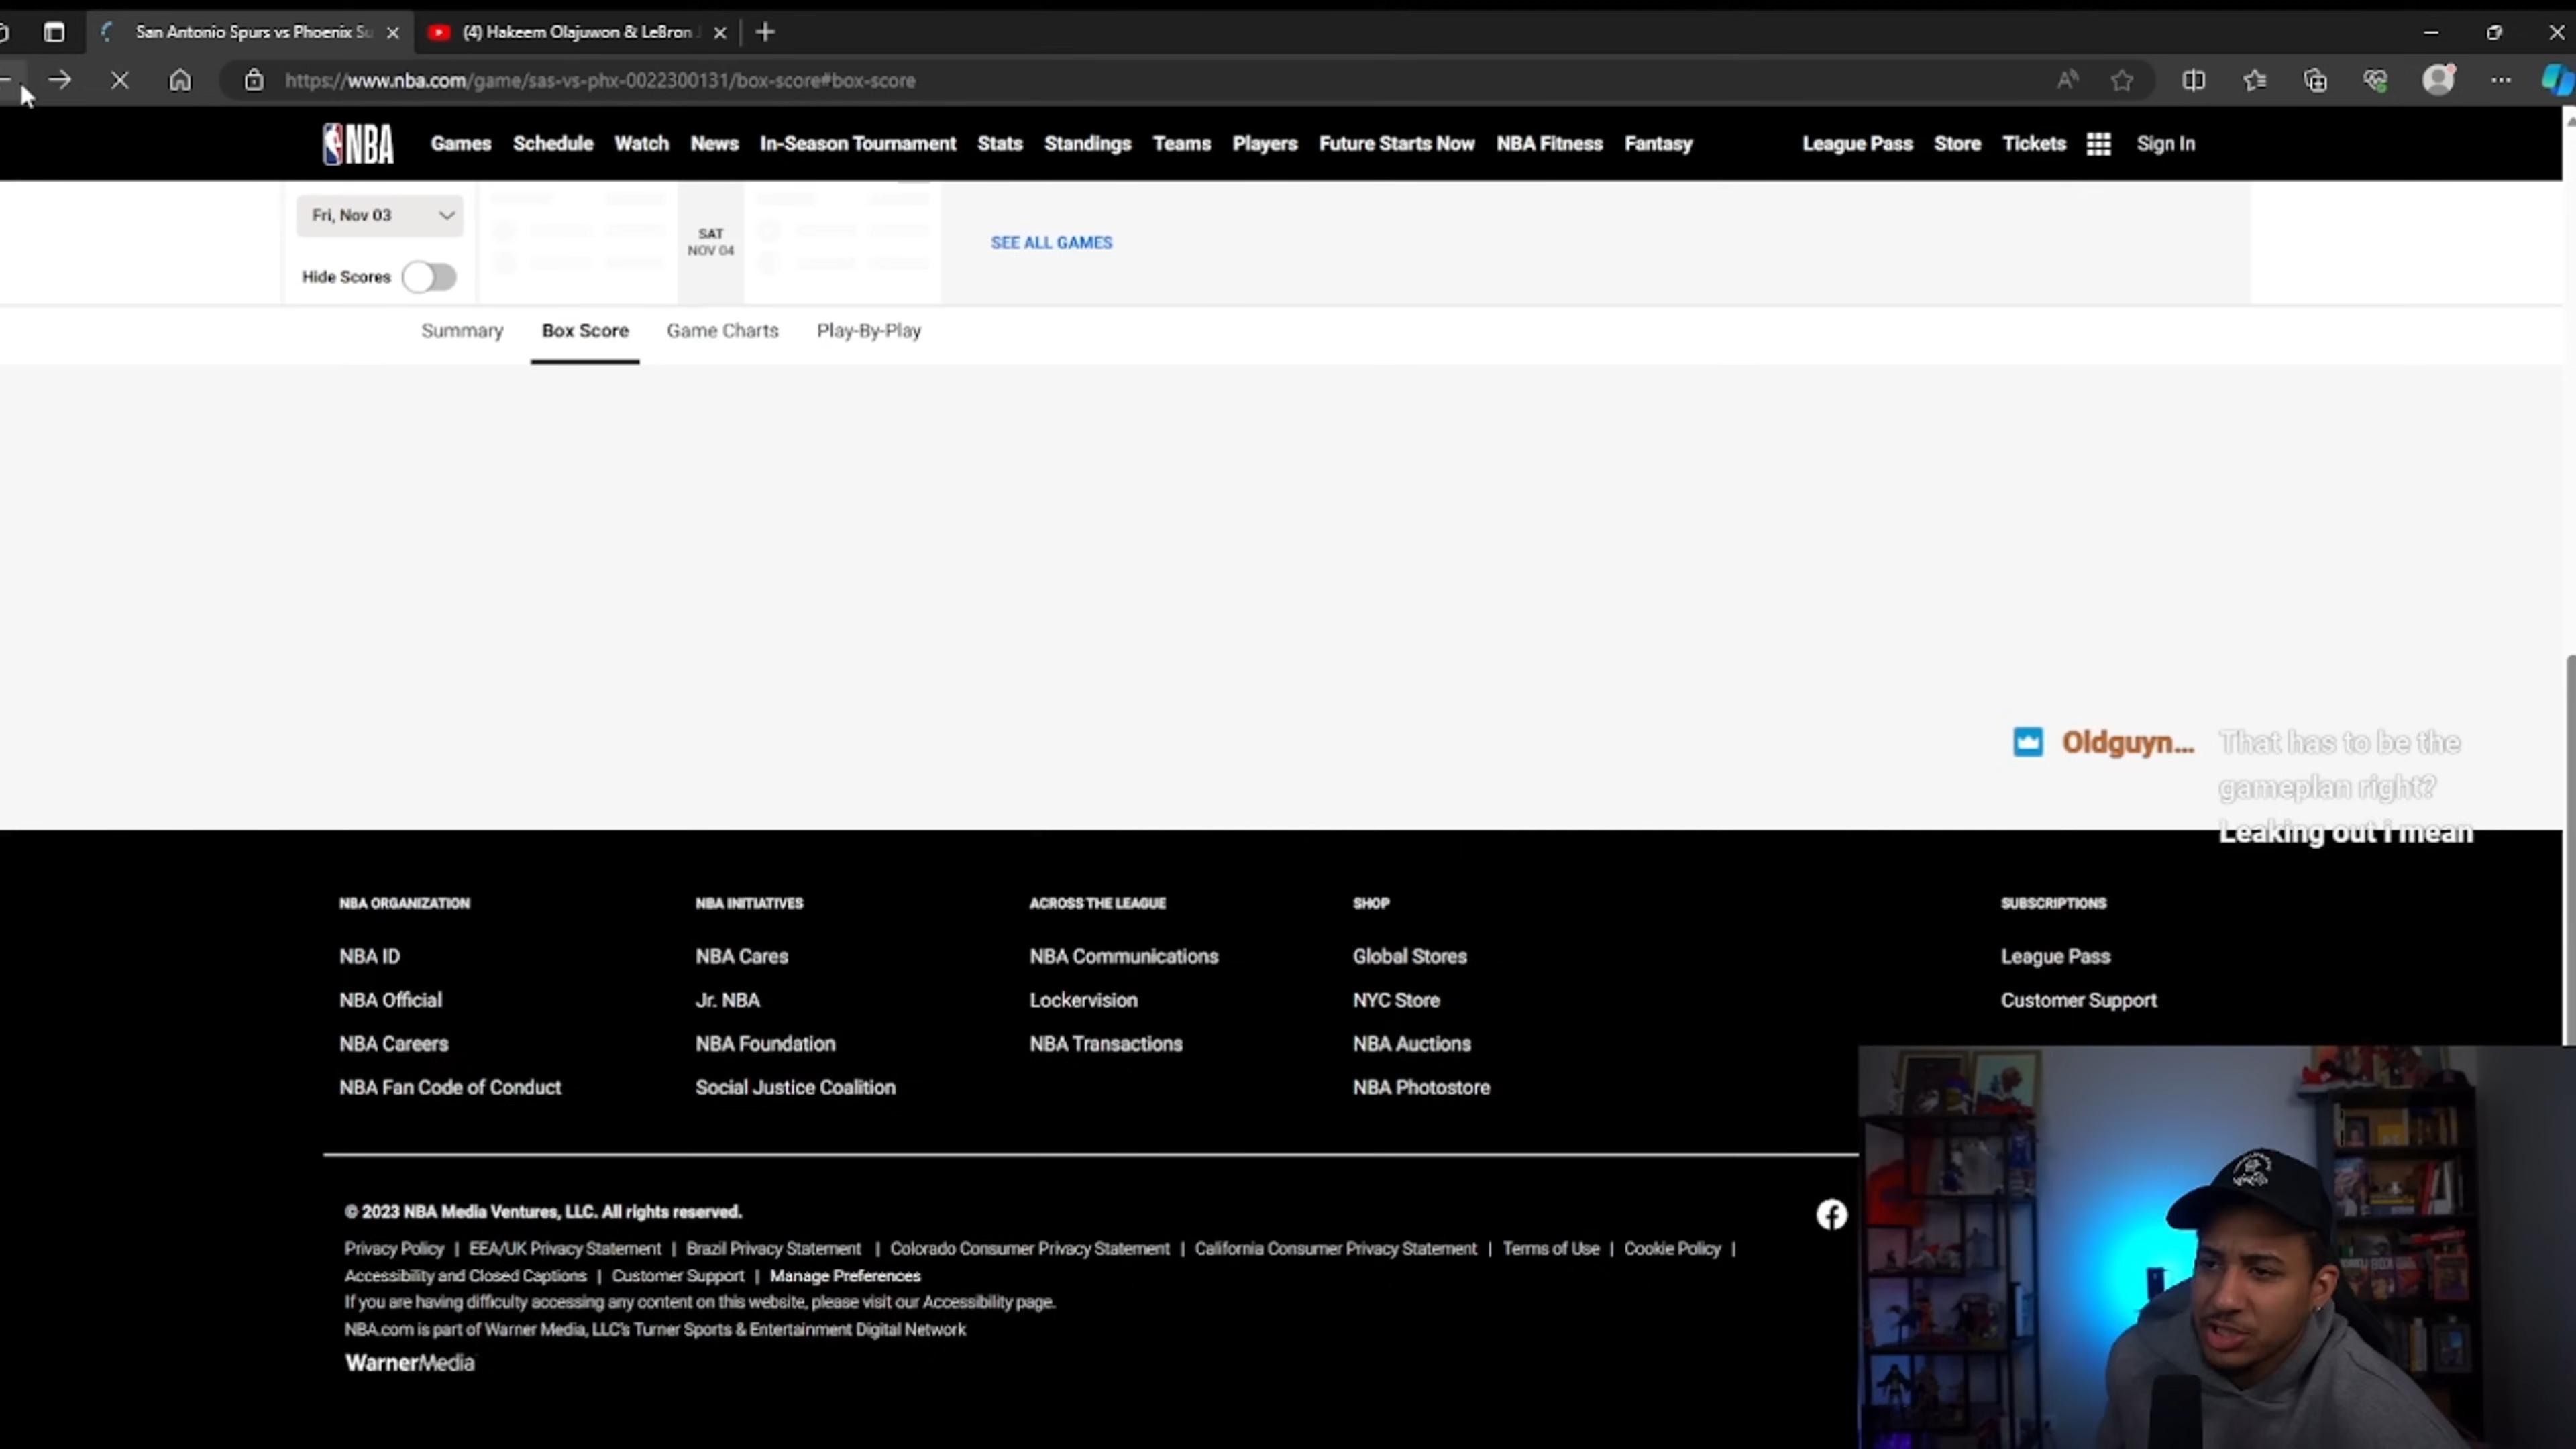 San Antonio Spurs vs Phoenix Su
(4) Hakeem Olajuwon & LeBron J
https://www.nba.com/game/sas-vs-phx-0022300131/box-score#box-score
NBA Games Schedule Watch News In-Season Tournament Stats Standings Teams Players Future Starts Now NBA Fitness Fantasy League Pass Store Tickets Sign In
Fri, Nov 03
SAT
NOV 04
SEE ALL GAMES
Hide Scores
Summary Box Score Game Charts Play-By-Play
Oldguyn... That has to be the
gameplan right?
Leaking out i mean
NBA ORGANIZATION
NBA ID
NBA Official
NBA Careers
NBA Fan Code of Conduct
NBA INITIATIVES
NBA Cares
Jr. NBA
NBA Foundation
Social Justice Coalition
ACROSS THE LEAGUE
NBA Communications
Lockervision
NBA Transactions
SHOP
Global Stores
NYC Store
NBA Auctions
NBA Photostore
SUBSCRIPTIONS
League Pass
Customer Support
© 2023 NBA Media Ventures, LLC. All rights reserved.
Privacy Policy | EEA/UK Privacy Statement | Brazil Privacy Statement | Colorado Consumer Privacy Statement | California Consumer Privacy Statement | Terms of Use | Cookie Policy |
Accessibility and Closed Captions | Customer Support | Manage Preferences
If you are having difficulty accessing any content on this website, please visit our Accessibility page.
NBA.com is part of Warner Media, LLC's Turner Sports & Entertainment Digital Network
WarnerMedia